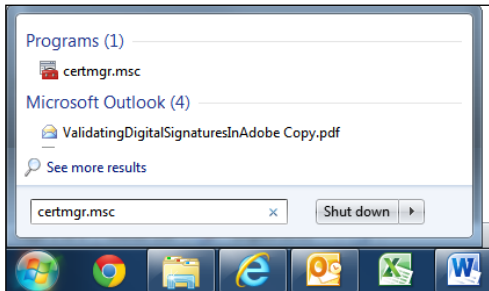 Programs (1)
certmgr.msc
Microsoft Outlook (4)
ValidatingDigitalSignaturesInAdobe Copy.pdf
See more results
certmgr.msc
Shut down